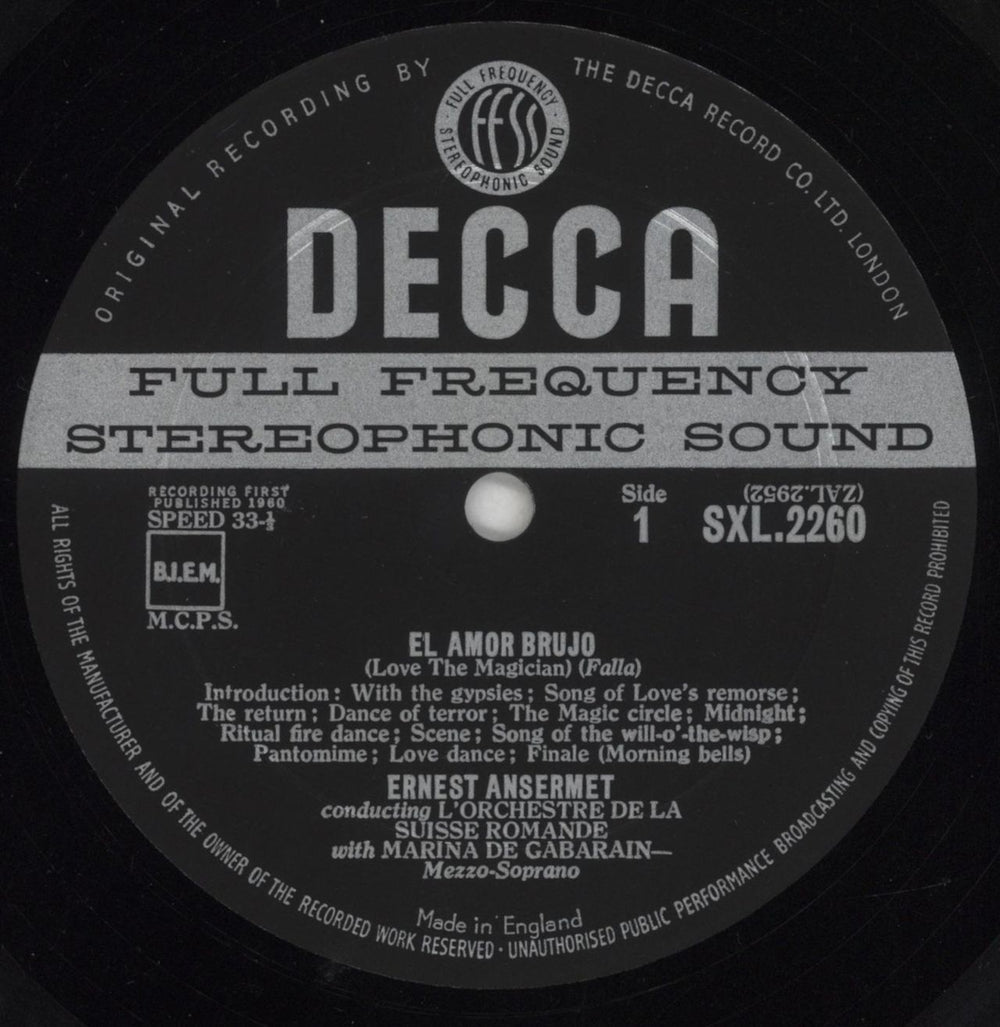 ORIGINAL RECORDING BY
THE DECCA RECORD CO. LTD. LONDON
FULL FREQUENCY
STEREOPHONIC SOUND
FFSS
DECCA
FULL FREQUENCY
STEREOPHONIC SOUND
RECORDING FIRST
PUBLISHED 1960
SPEED 33-⅓
B.I.E.M.
M.C.P.S.
Side
1
(ZAL.2952)
SXL.2260
EL AMOR BRUJO
(Love The Magician) (Falla)
Introduction : With the gypsies ; Song of Love's remorse ;
The return ; Dance of terror ; The Magic circle ; Midnight ;
Ritual fire dance ; Scene ; Song of the will-o'-the-wisp ;
Pantomime ; Love dance ; Finale (Morning bells)
ERNEST ANSERMET
conducting L'ORCHESTRE DE LA
SUISSE ROMANDE
with MARINA DE GABARAIN—
Mezzo-Soprano
Made in England
ALL RIGHTS OF THE MANUFACTURER AND OF THE OWNER OF THE RECORDED WORK RESERVED · UNAUTHORISED PUBLIC PERFORMANCE BROADCASTING AND COPYING OF THIS RECORD PROHIBITED